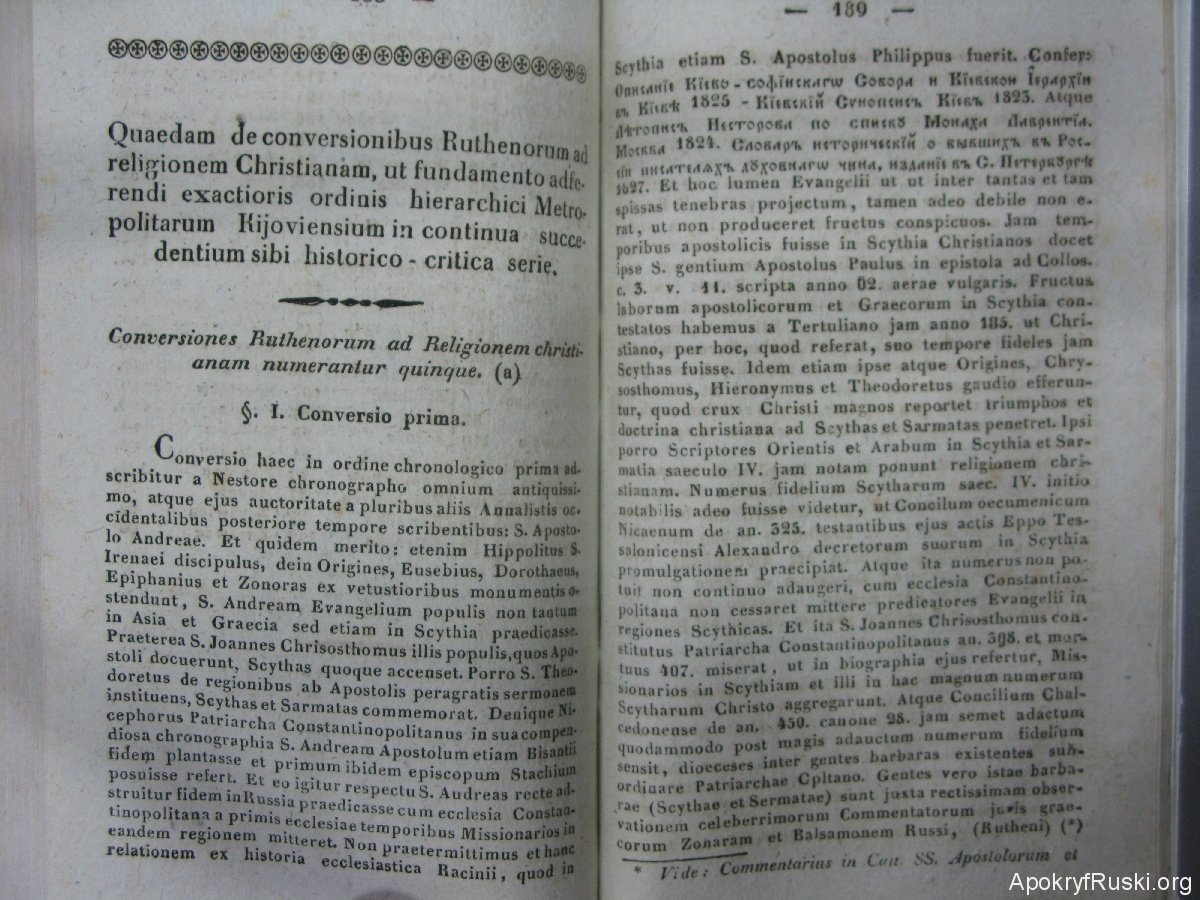 Quaedam de conversionibus Ruthenorum ad
religionem Christianam, ut fundamento adfe-
rendi exactioris ordinis hierarchici Metro-
politarum Kijoviensium in continua succe-
dentium sibi historico - critica serie.
Conversiones Ruthenorum ad Religionem christi-
anam numerantur quinque. (a)
§. I. Conversio prima.
Conversio haec in ordine chronologico prima ad-
scribitur a Nestore chronographo omnium antiquissi-
mo, atque ejus auctoritate a pluribus aliis Annalistis oc-
cidentalibus posteriore tempore scribentibus: S. Aposto-
lo Andreae. Et quidem merito: etenim Hippolitus S.
Irenaei discipulus, dein Origines, Eusebius, Dorothaeus,
Epiphanius et Zonoras ex vetustioribus monumentis o-
stendunt, S. Andream Evangelium populis non tantum
in Asia et Graecia sed etiam in Scythia praedicasse.
Praeterea S. Joannes Chrisosthomus illis populis, quos Apo-
stoli docuerunt, Scythas quoque accenset. Porro S. Theo-
doretus de regionibus ab Apostolis peragratis sermonem
instituens, Scythas et Sarmatas commemorat. Denique Ni-
cephorus Patriarcha Constantinopolitanus in sua compen-
diosa chronographia S. Andream Apostolum etiam Bisantii
fidem plantasse et primum ibidem episcopum Stachium
posuisse refert. Et eo igitur respectu S. Audreas recte ad-
struitur fidem in Russia praedicasse cum ecclesia Constan-
tinopolitana a primis ecclesiae temporibus Missionarios in
eandem regionem mitteret. Non praetermittimus et hanc
relationem ex historia ecclesiastica Racinii, quod in
— 189 —
Scythia etiam S. Apostolus Philippus fuerit. Confer:
Описаніе Кіево - софійскагѡ Собора и Кіевской Іерархіи
въ Кіевѣ 1825 - Кіевскій Сѵнопсисъ Кіевъ 1823. Atque
Лѣтопись Несторова по списку Монаха Лаврентіа.
Москва 1824. Словарь историческій о бывшихъ въ Рос-
сіи писателяхъ духовнагѡ чина, изданіе въ С. Петербургѣ
1827. Et hoc lumen Evangelii ut ut inter tantas et tam
spissas tenebras projectum, tamen adeo debile non e-
rat, ut non produceret fructus conspicuos. Jam tem-
poribus apostolicis fuisse in Scythia Christianos docet
ipse S. gentium Apostolus Paulus in epistola ad Collos.
c. 3. v. 11. scripta anno 62. aerae vulgaris. Fructus
laborum apostolicorum et Graecorum in Scythia con-
testatos habemus a Tertuliano jam anno 185. ut Chri-
stiano, per hoc, quod referat, suo tempore fideles jam
Scythas fuisse. Idem etiam ipse atque Origines, Chry-
sosthomus, Hieronymus et Theodoretus gaudio efferun-
tur, quod crux Christi magnos reportet triumphos et
doctrina christiana ad Scythas et Sarmatas penetret. Ipsi
porro Scriptores Orientis et Arabum in Scythia et Sar-
matia saeculo IV. jam notam ponunt religionem chri-
stianam. Numerus fidelium Scytharum saec. IV. initio
notabilis adeo fuisse videtur, ut Concilum oecumenicum
Nicaenum de an. 325. testantibus ejus actis Eppo Tes-
salonicensi Alexandro decretorum suorum in Scythia
promulgationem praecipiat. Atque ita numerus non po-
tuit non continuo adaugeri, cum ecclesia Constantino-
politana non cessaret mittere predicatores Evangelii in
regiones Scythicas. Et ita S. Joannes Chrisosthomus con-
stitutus Patriarcha Constantinopolitanus an. 398. et mor-
tuus 407. miserat, ut in biographia ejus refertur, Mis-
sionarios in Scythiam et illi in hac magnum numerum
Scytharum Christo aggregarunt. Atque Concilium Chal-
cedonense de an. 450. canone 28. jam semet adactum
quodammodo post magis adauctum numerum fidelium
sensit, dioeceses inter gentes barbaras existentes sub-
ordinare Patriarchae Cpltano. Gentes vero istae barba-
rae (Scythae et Sermatae) sunt juxta rectissimam obser-
vationem celeberrimorum Commentatorum juris grae-
corum Zonaram et Balsamonem Russi, (Rutheni) (*)
* Vide: Commentarius in Can. SS. Apostolorum et
ApokryfRuski.org